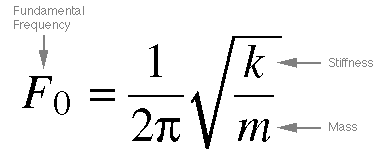 Fundamental
Frequency
F₀ = 1/2π √k/m
Stiffness
Mass